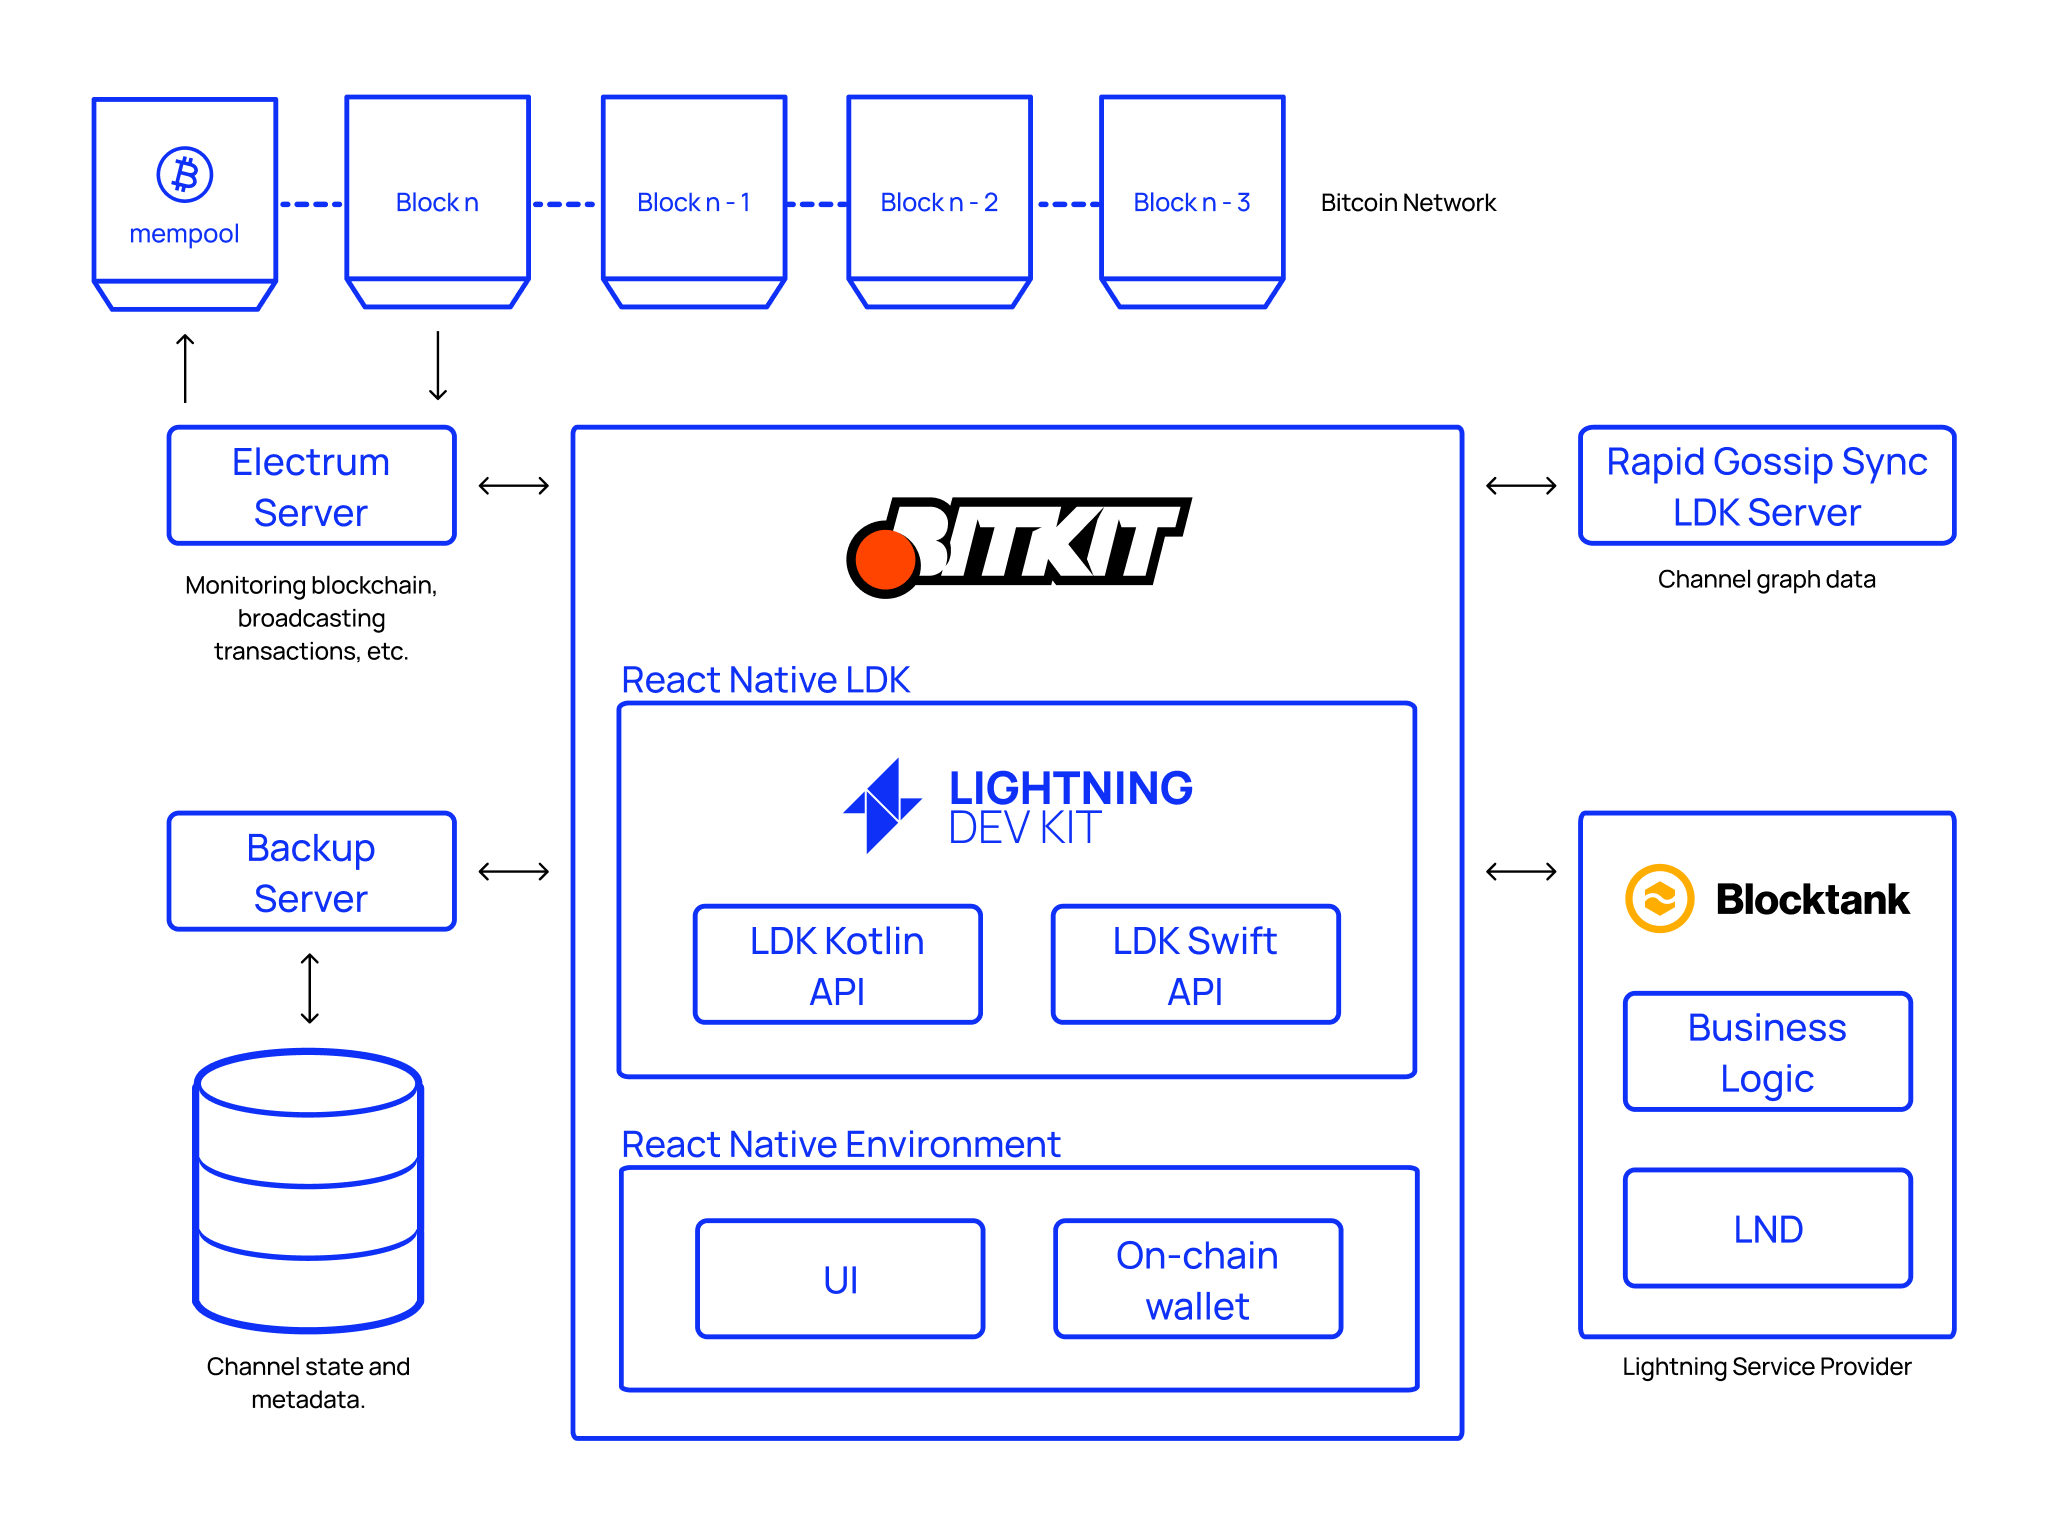 mempool
Block n
Block n - 1
Block n - 2
Block n - 3
Bitcoin Network
Electrum
Server
Monitoring blockchain,
broadcasting
transactions, etc.
BITKIT
Rapid Gossip Sync
LDK Server
Channel graph data
React Native LDK
LIGHTNING
DEV KIT
LDK Kotlin
API
LDK Swift
API
Backup
Server
Channel state and
metadata.
React Native Environment
UI
On-chain
wallet
Blocktank
Business
Logic
LND
Lightning Service Provider